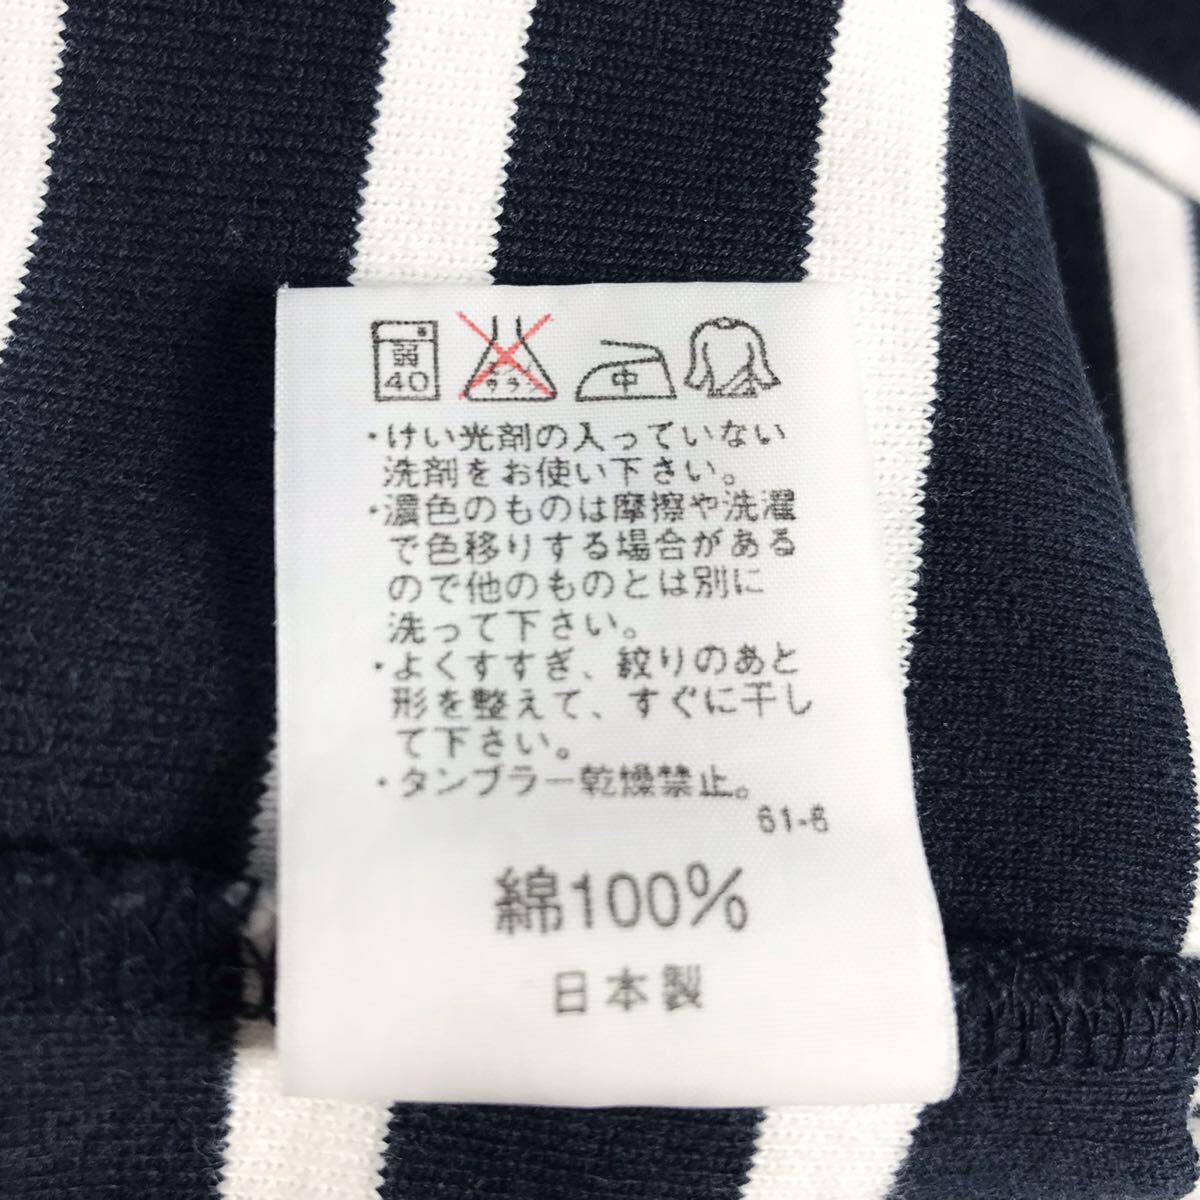 弱
40
サラシ
中
・けい光剤の入っていない
洗剤をお使い下さい。
・濃色のものは摩擦や洗濯
で色移りする場合がある
ので他のものとは別に
洗って下さい。
・よくすすぎ、絞りのあと
形を整えて、すぐに干し
て下さい。
・タンブラー乾燥禁止。
61-6
綿100%
日本製